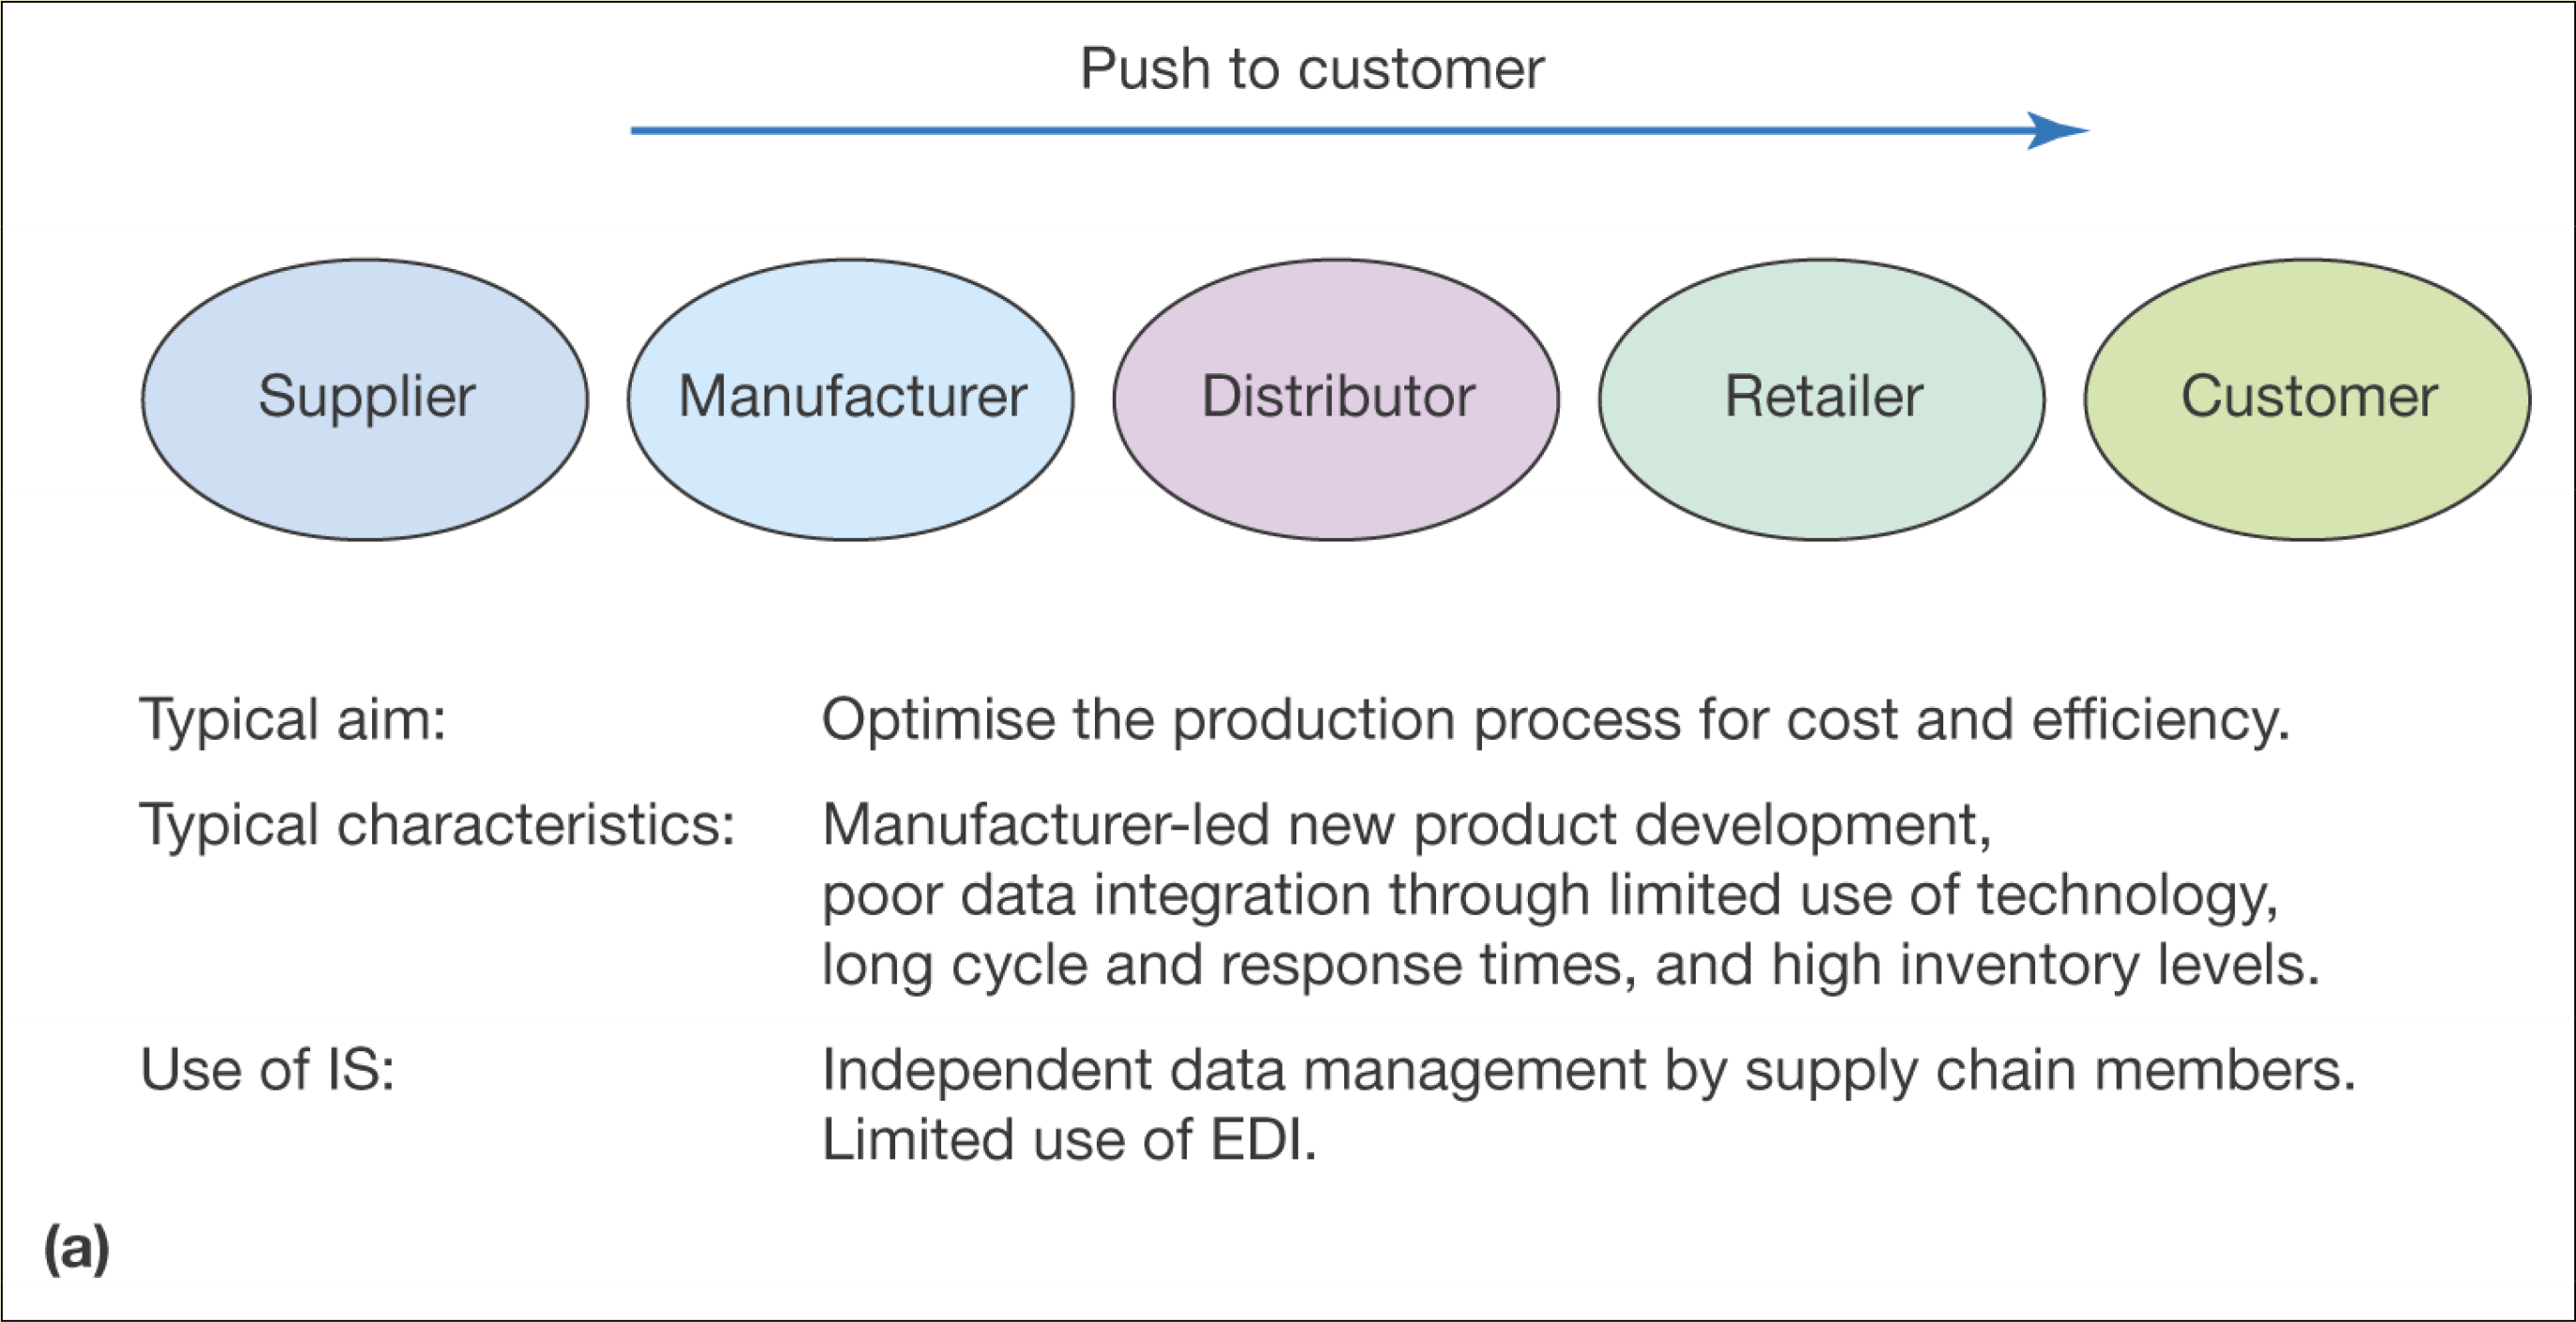 Push to customer
Supplier
Manufacturer
Distributor
Retailer
Customer
Typical aim: Optimise the production process for cost and efficiency.
Typical characteristics: Manufacturer-led new product development,
poor data integration through limited use of technology,
long cycle and response times, and high inventory levels.
Use of IS: Independent data management by supply chain members.
Limited use of EDI.
(a)